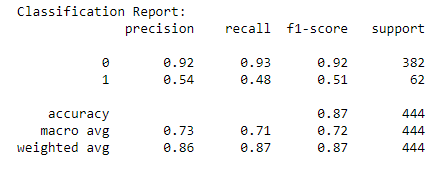 Classification Report:
precision recall f1-score support
0 0.92 0.93 0.92 382
1 0.54 0.48 0.51 62
accuracy 0.87 444
macro avg 0.73 0.71 0.72 444
weighted avg 0.86 0.87 0.87 444